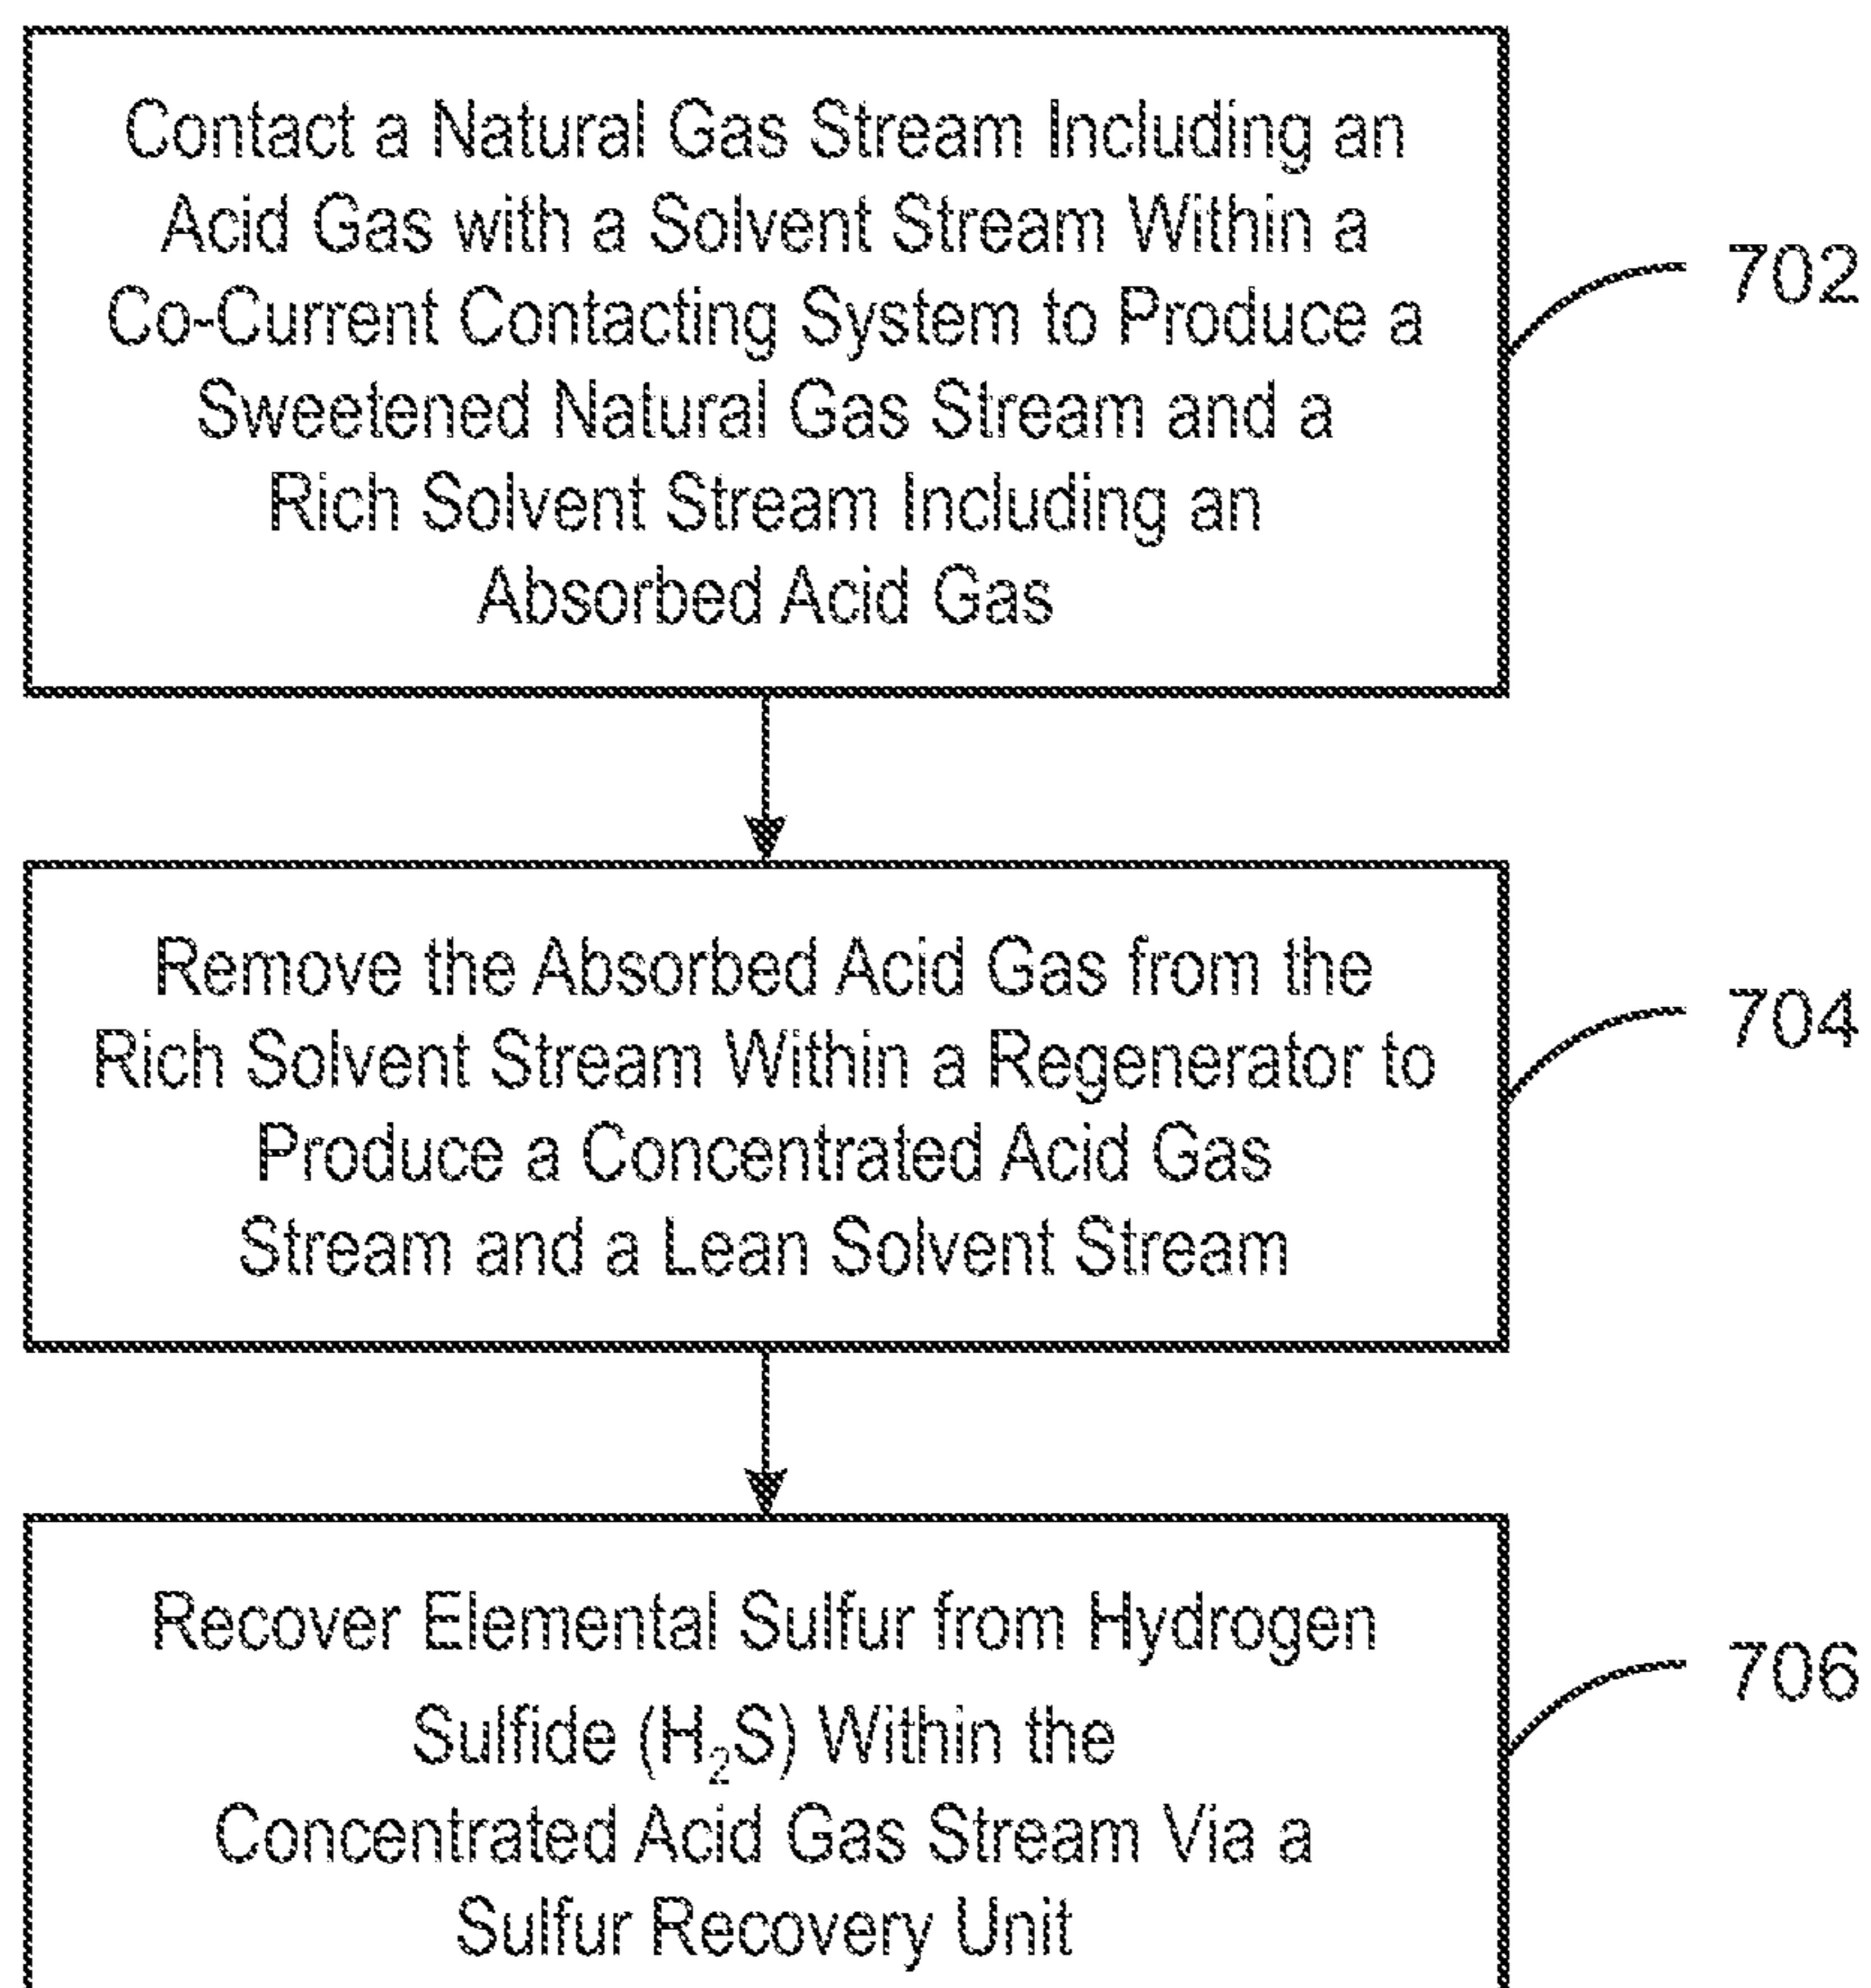 Contact a Natural Gas Stream Including an
Acid Gas with a Solvent Stream Within a
Co-Current Contacting System to Produce a
Sweetened Natural Gas Stream and a
Rich Solvent Stream Including an
Absorbed Acid Gas
702
Remove the Absorbed Acid Gas from the
Rich Solvent Stream Within a Regenerator to
Produce a Concentrated Acid Gas
Stream and a Lean Solvent Stream
704
Recover Elemental Sulfur from Hydrogen
Sulfide (H₂S) Within the
Concentrated Acid Gas Stream Via a
Sulfur Recovery Unit
706